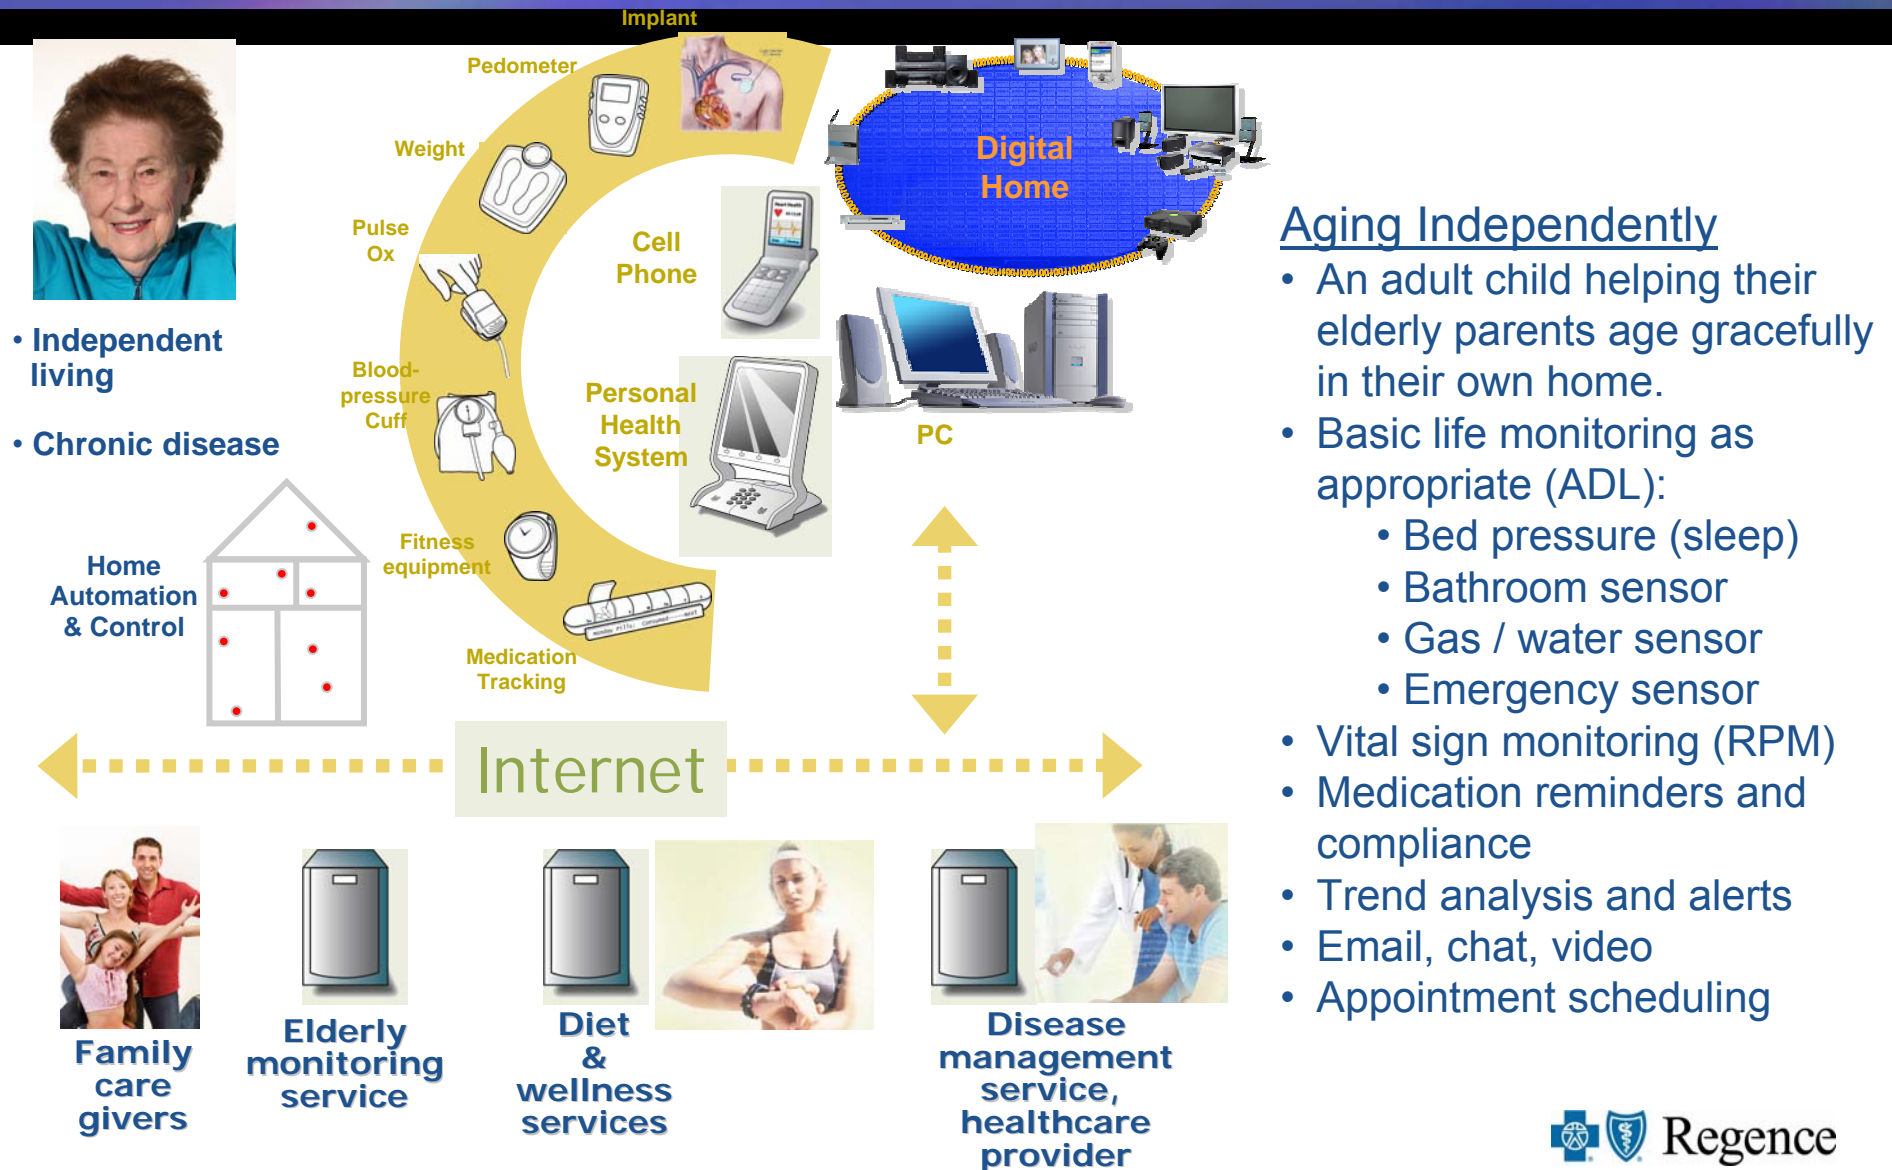 Implant
Pedometer
Weight
Pulse
Ox
Blood-
pressure
Cuff
Fitness
equipment
Medication
Tracking
Cell
Phone
Personal
Health
System
Digital
Home
PC
• Independent
living
• Chronic disease
Home
Automation
& Control
Internet
Family
care
givers
Elderly
monitoring
service
Diet
&
wellness
services
Disease
management
service,
healthcare
provider
Aging Independently
• An adult child helping their
elderly parents age gracefully
in their own home.
• Basic life monitoring as
appropriate (ADL):
• Bed pressure (sleep)
• Bathroom sensor
• Gas / water sensor
• Emergency sensor
• Vital sign monitoring (RPM)
• Medication reminders and
compliance
• Trend analysis and alerts
• Email, chat, video
• Appointment scheduling
Regence